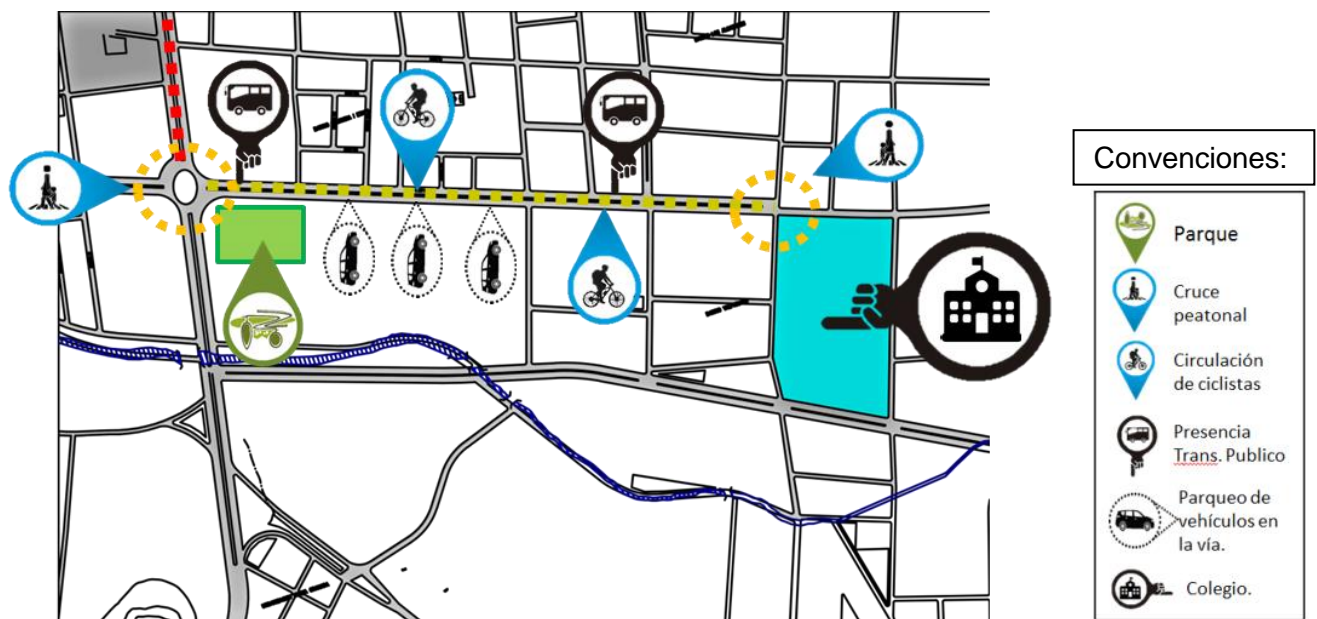 Convenciones:
Parque
Cruce
peatonal
Circulación
de ciclistas
Presencia
Trans. Publico
Parqueo de
vehículos en
la vía.
Colegio.